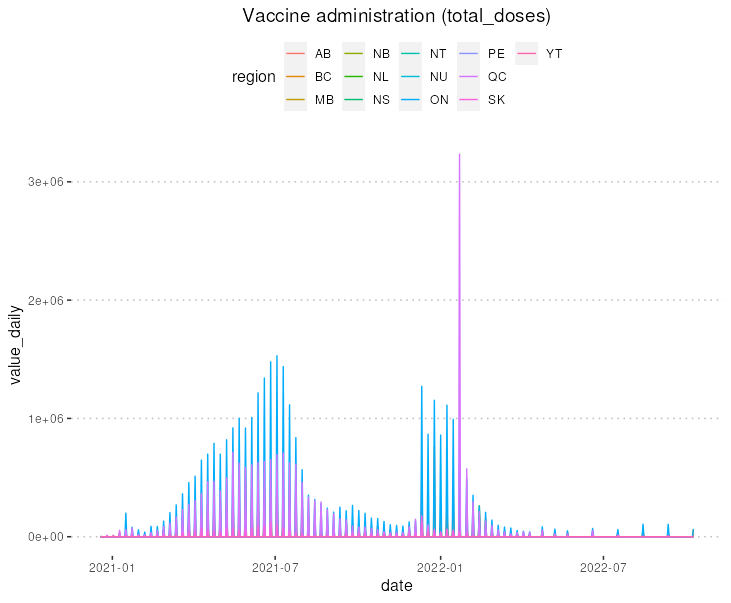 Vaccine administration (total_doses)
AB NB NT PE YT
region BC NL NU QC
MB NS ON SK
3e+06
2e+06
value_daily
1e+06
0e+00
2021-01 2021-07 2022-01 2022-07
date